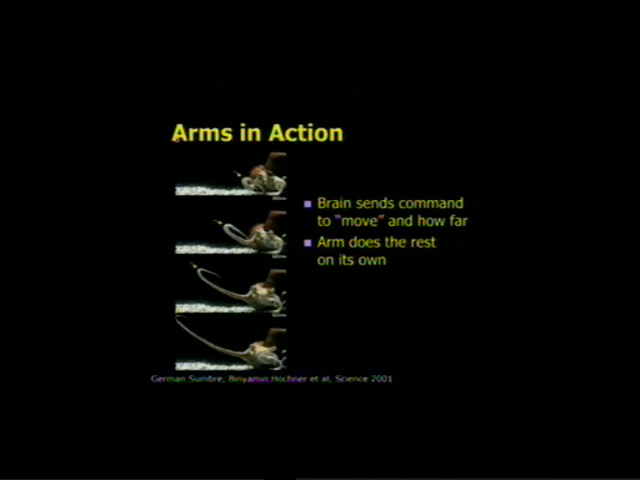 Arms in Action
Brain sends command
to "move" and how far
Arm does the rest
on its own
German Sumbre, Binyamin Hochner et al, Science 2001